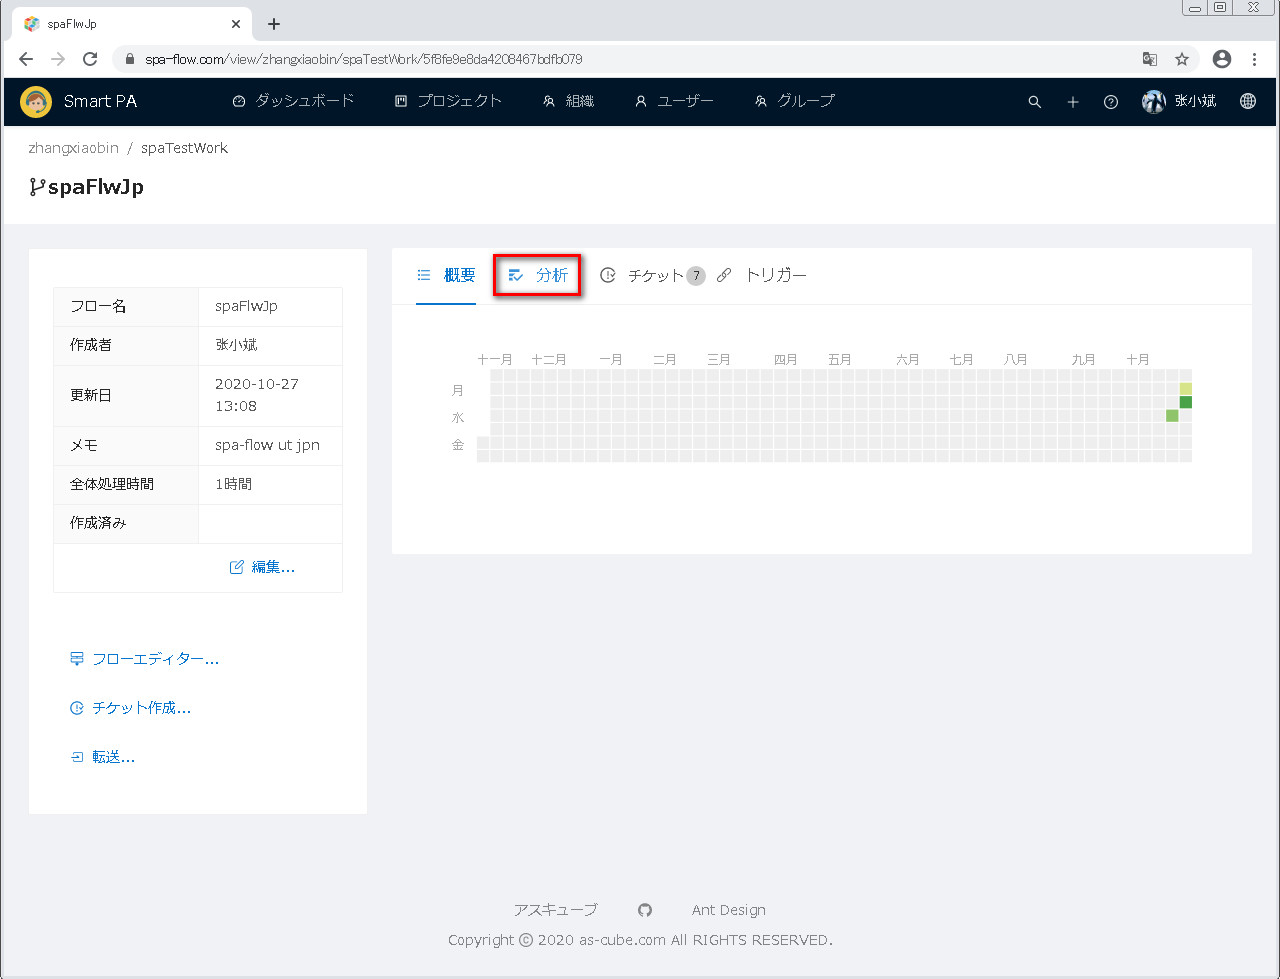 spaFlwJp
spa-flow.com/view/zhangxiaobin/spaTestWork/5f8fe9e8da4208467bdfb079
Smart PA ダッシュボード プロジェクト 組織 ユーザー グループ 张小斌
zhangxiaobin / spaTestWork
spaFlwJp
フロー名 spaFlwJp
作成者 张小斌
更新日 2020-10-27 13:08
メモ spa-flow ut jpn
全体処理時間 1時間
作成済み
編集...
フローエディター...
チケット作成...
転送...
概要 分析 チケット 7 トリガー
十一月 十二月 一月 二月 三月 四月 五月 六月 七月 八月 九月 十月
月
水
金
アスキューブ Ant Design
Copyright © 2020 as-cube.com All RIGHTS RESERVED.